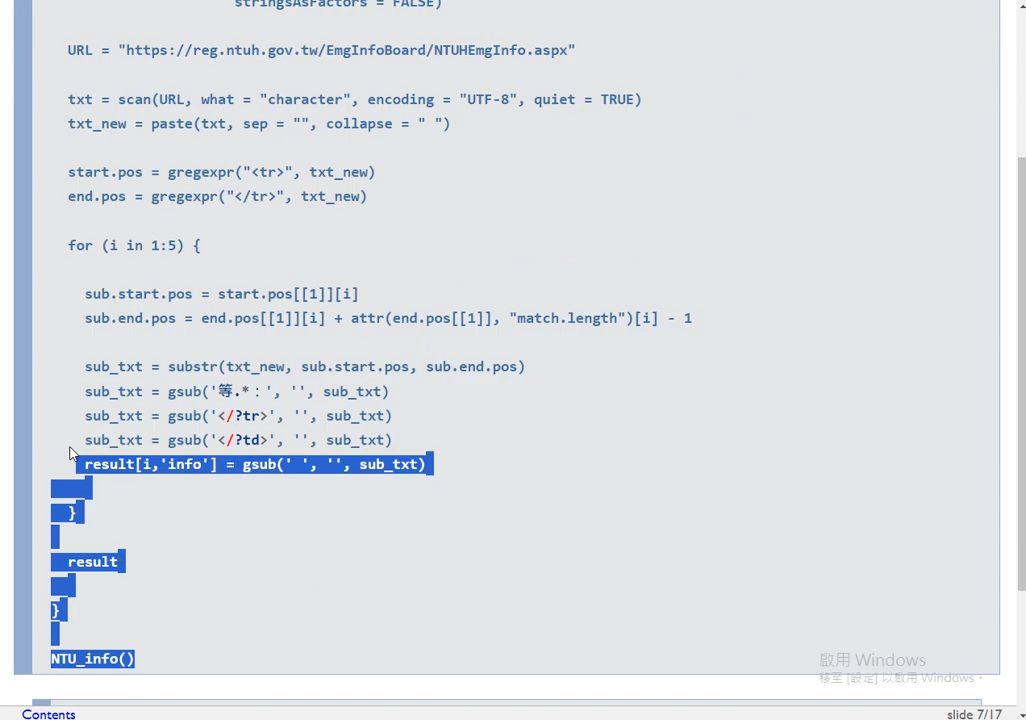 stringsAsFactors = FALSE)
URL = "https://reg.ntuh.gov.tw/EmgInfoBoard/NTUHEmgInfo.aspx"
txt = scan(URL, what = "character", encoding = "UTF-8", quiet = TRUE)
txt_new = paste(txt, sep = "", collapse = " ")
start.pos = gregexpr("<tr>", txt_new)
end.pos = gregexpr("</tr>", txt_new)
for (i in 1:5) {
sub.start.pos = start.pos[[1]][i]
sub.end.pos = end.pos[[1]][i] + attr(end.pos[[1]], "match.length")[i] - 1
sub_txt = substr(txt_new, sub.start.pos, sub.end.pos)
sub_txt = gsub('等.*：', '', sub_txt)
sub_txt = gsub('</?tr>', '', sub_txt)
sub_txt = gsub('</?td>', '', sub_txt)
result[i,'info'] = gsub(' ', '', sub_txt)
}
result
}
NTU_info()
啟用 Windows
移至 [設定] 以啟用 Windows。
Contents
slide 7/17